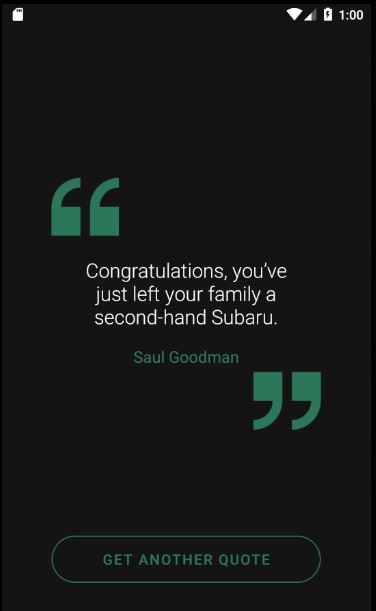 1:00
“
Congratulations, you’ve
just left your family a
second-hand Subaru.
Saul Goodman
”
GET ANOTHER QUOTE